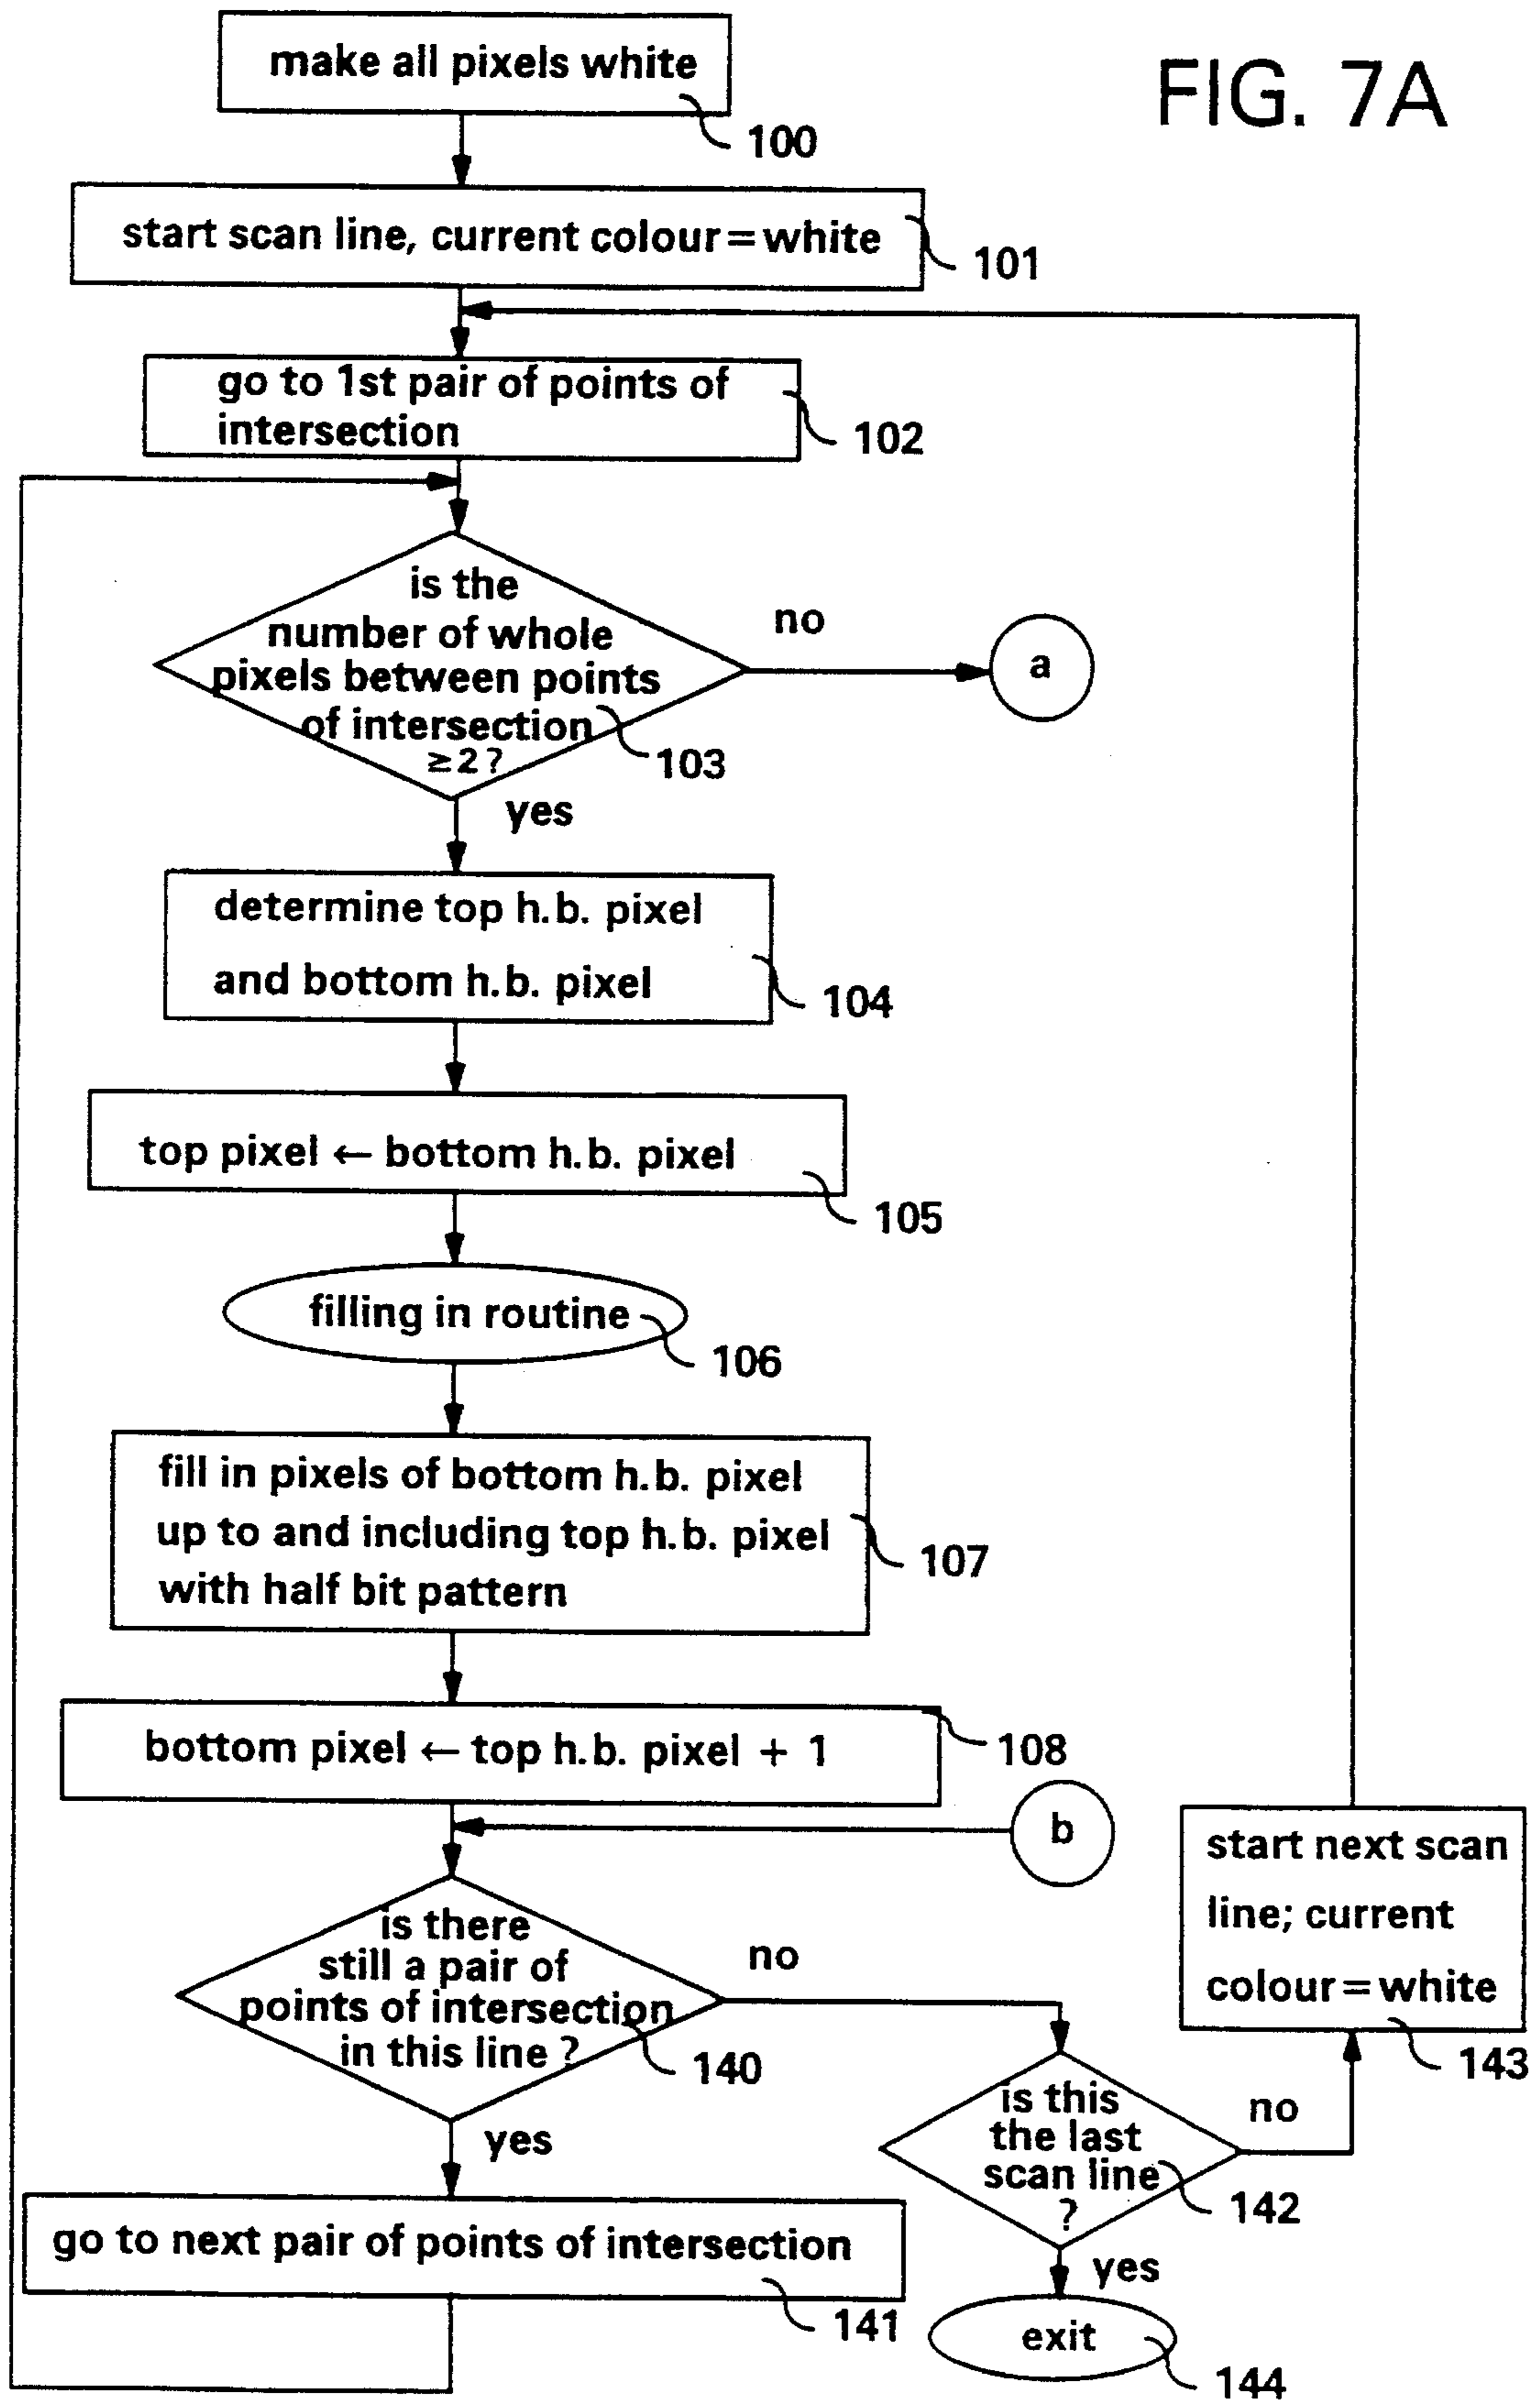 FIG. 7A
make all pixels white
100
start scan line, current colour=white
101
go to 1st pair of points of
intersection
102
is the
number of whole
pixels between points
of intersection
≥2?
103
no
a
yes
determine top h.b. pixel
and bottom h.b. pixel
104
top pixel ← bottom h.b. pixel
105
filling in routine
106
fill in pixels of bottom h.b. pixel
up to and including top h.b. pixel
with half bit pattern
107
bottom pixel ← top h.b. pixel + 1
108
b
is there
still a pair of
points of intersection
in this line ?
140
no
yes
go to next pair of points of intersection
141
is this
the last
scan line
?
142
no
yes
start next scan
line; current
colour=white
143
exit
144